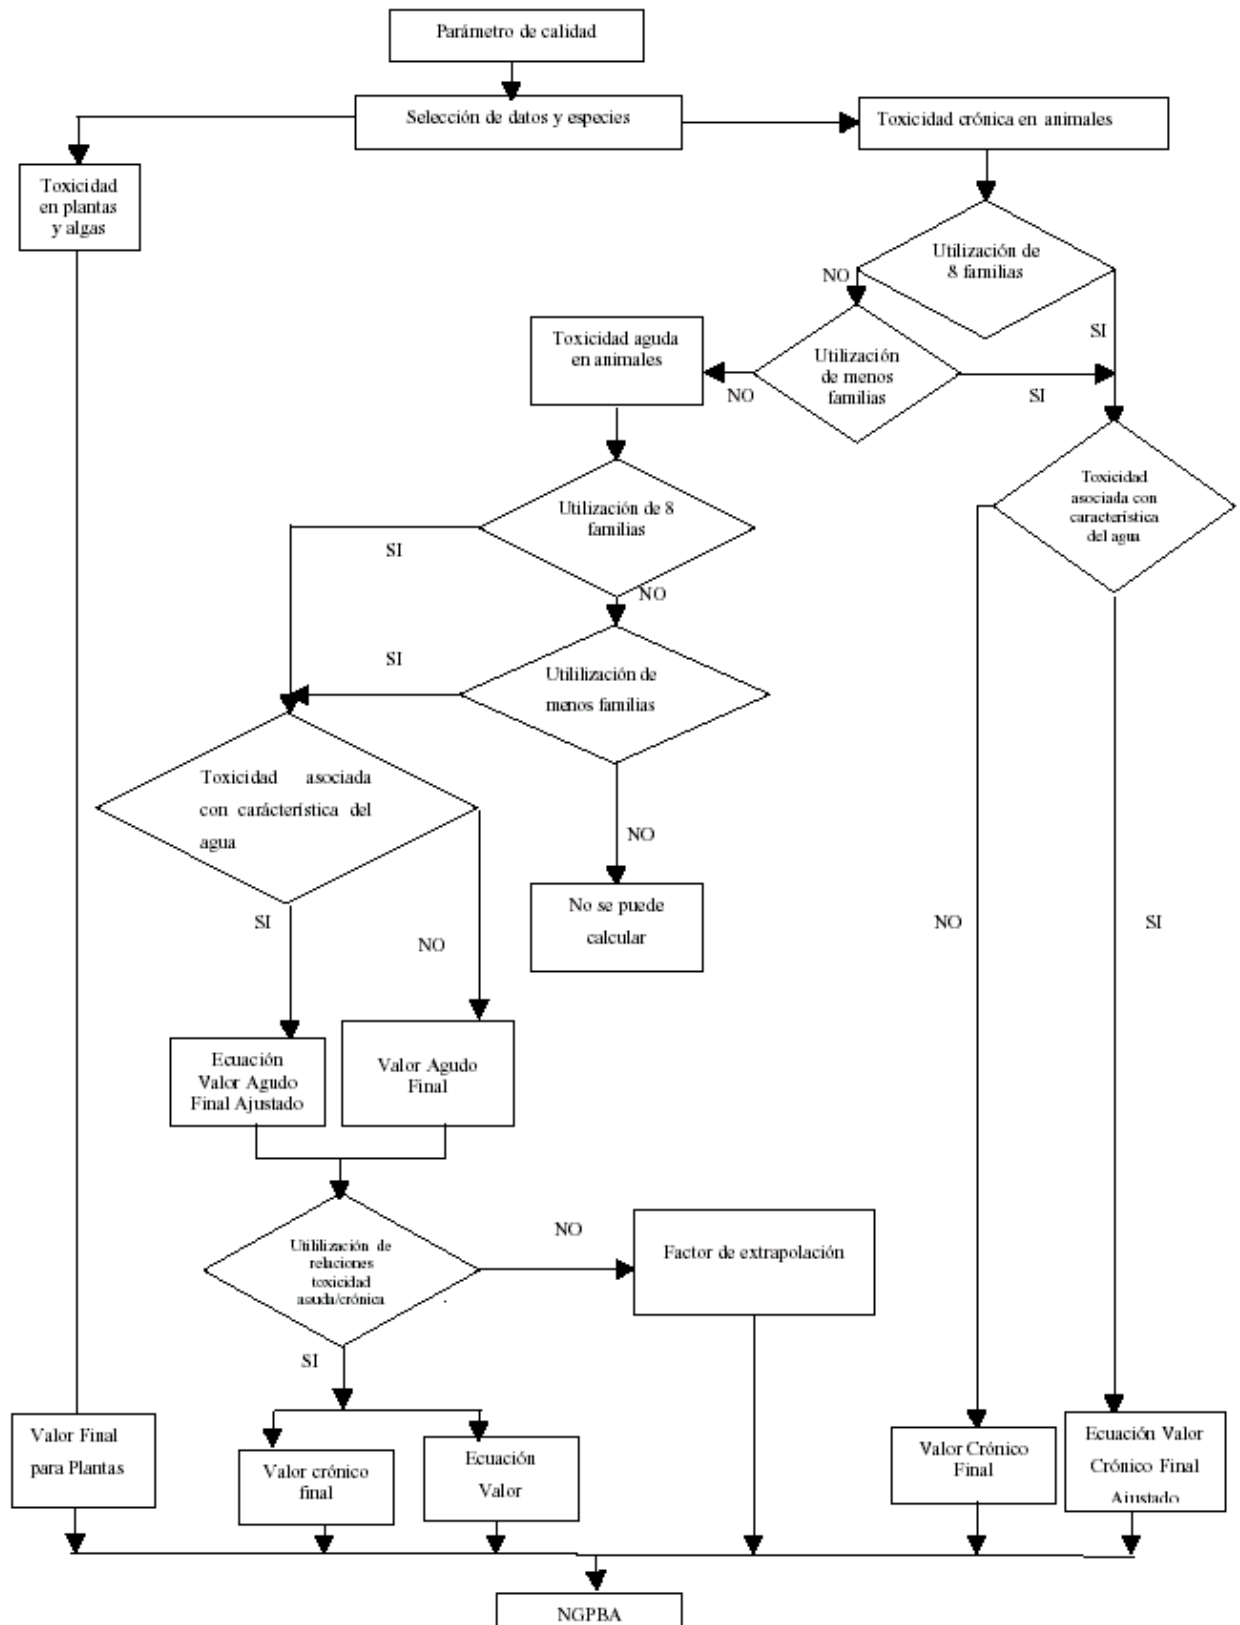 Parámetro de calidad
Selección de datos y especies
Toxicidad crónica en animales
Toxicidad
en plantas
y algas
Utilización de
8 familias
NO
SI
Utilización
de menos
familias
NO
SI
Toxicidad aguda
en animales
Toxicidad
asociada con
característica
del agua
Utilización de 8
familias
SI
NO
Utililización de
menos familias
SI
NO
Toxicidad asociada
con carácterística del
agua
SI
NO
No se puede
calcular
NO
SI
Ecuación
Valor Agudo
Final Ajustado
Valor Agudo
Final
Utililización de
relaciones
toxicidad
aguda/crónica
NO
SI
Factor de extrapolación
Valor Final
para Plantas
Valor crónico
final
Ecuación
Valor
Valor Crónico
Final
Ecuación Valor
Crónico Final
Ajustado
NGPBA